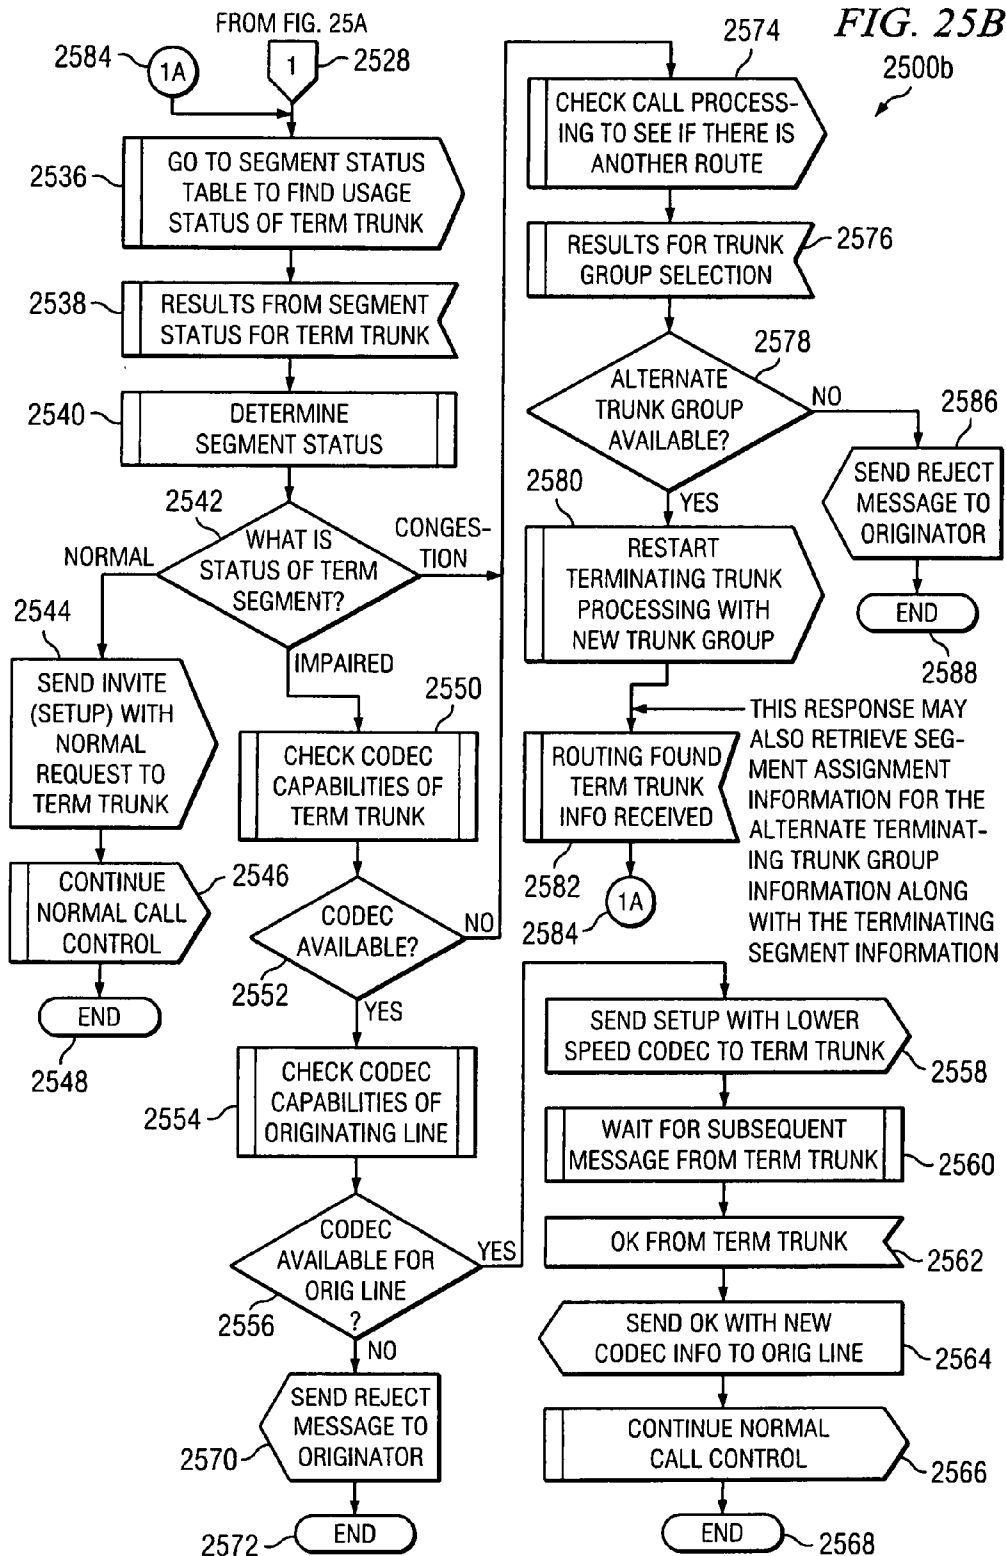 FIG. 25B
2500b
FROM FIG. 25A
2584
1A
1
2528
2536
GO TO SEGMENT STATUS
TABLE TO FIND USAGE
STATUS OF TERM TRUNK
2538
RESULTS FROM SEGMENT
STATUS FOR TERM TRUNK
2540
DETERMINE
SEGMENT STATUS
2542
WHAT IS
STATUS OF TERM
SEGMENT?
NORMAL
CONGES-
TION
IMPAIRED
2544
SEND INVITE
(SETUP) WITH
NORMAL
REQUEST TO
TERM TRUNK
2546
CONTINUE
NORMAL CALL
CONTROL
END
2548
2550
CHECK CODEC
CAPABILITIES OF
TERM TRUNK
CODEC
AVAILABLE?
2552
NO
YES
2554
CHECK CODEC
CAPABILITIES OF
ORIGINATING LINE
CODEC
AVAILABLE FOR
ORIG LINE
?
2556
YES
NO
SEND REJECT
MESSAGE TO
ORIGINATOR
2570
END
2572
2574
CHECK CALL PROCESS-
ING TO SEE IF THERE IS
ANOTHER ROUTE
RESULTS FOR TRUNK
GROUP SELECTION
2576
2578
ALTERNATE
TRUNK GROUP
AVAILABLE?
NO
YES
2586
SEND REJECT
MESSAGE TO
ORIGINATOR
END
2588
2580
RESTART
TERMINATING TRUNK
PROCESSING WITH
NEW TRUNK GROUP
THIS RESPONSE MAY
ALSO RETRIEVE SEG-
MENT ASSIGNMENT
INFORMATION FOR THE
ALTERNATE TERMINAT-
ING TRUNK GROUP
INFORMATION ALONG
WITH THE TERMINATING
SEGMENT INFORMATION
ROUTING FOUND
TERM TRUNK
INFO RECEIVED
2582
1A
2584
SEND SETUP WITH LOWER
SPEED CODEC TO TERM TRUNK
2558
WAIT FOR SUBSEQUENT
MESSAGE FROM TERM TRUNK
2560
OK FROM TERM TRUNK
2562
SEND OK WITH NEW
CODEC INFO TO ORIG LINE
2564
CONTINUE NORMAL
CALL CONTROL
2566
END
2568